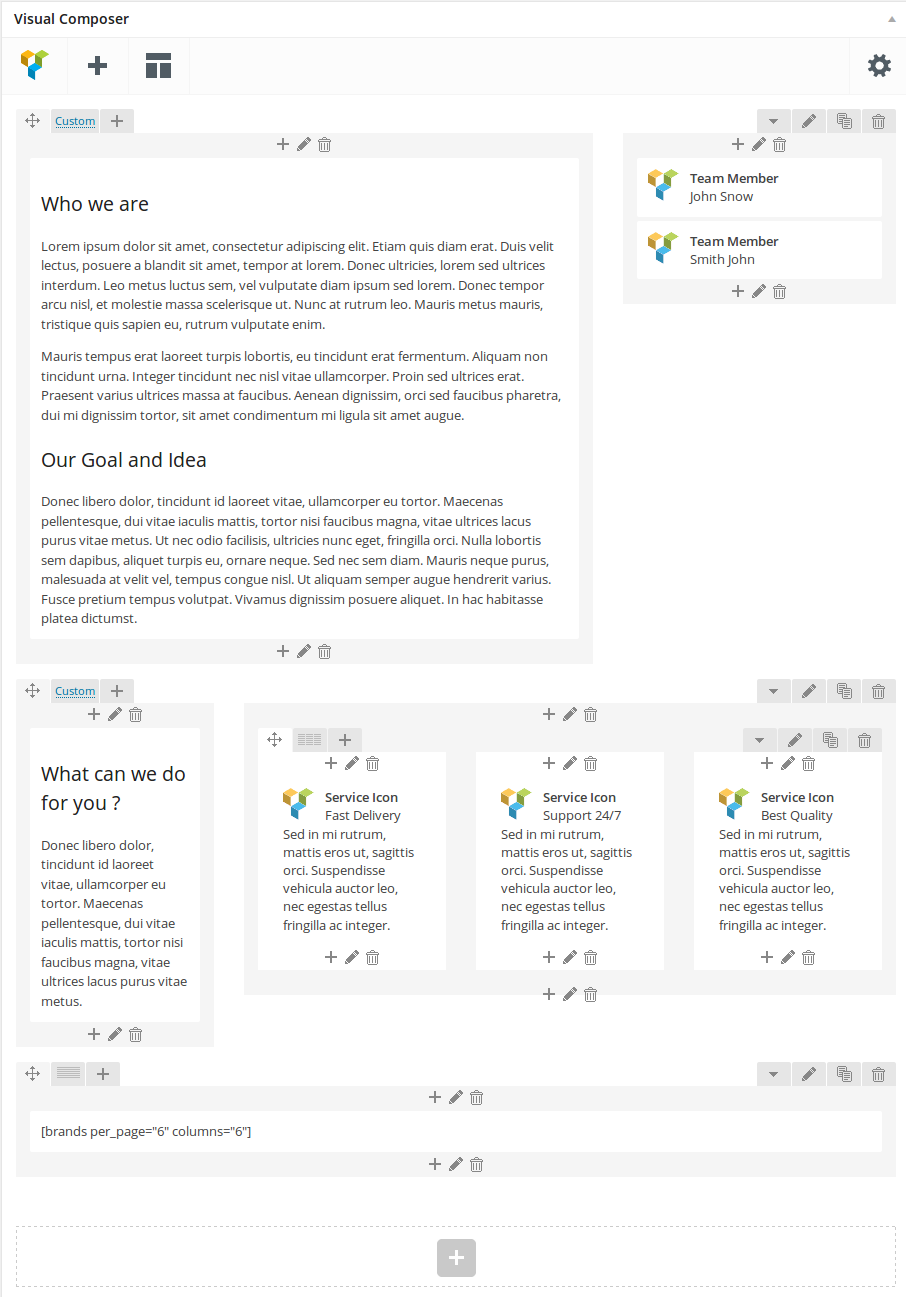 Visual Composer
Custom
Who we are
Lorem ipsum dolor sit amet, consectetur adipiscing elit. Etiam quis diam erat. Duis velit
lectus, posuere a blandit sit amet, tempor at lorem. Donec ultricies, lorem sed ultrices
interdum. Leo metus luctus sem, vel vulputate diam ipsum sed lorem. Donec tempor
arcu nisl, et molestie massa scelerisque ut. Nunc at rutrum leo. Mauris metus mauris,
tristique quis sapien eu, rutrum vulputate enim.
Mauris tempus erat laoreet turpis lobortis, eu tincidunt erat fermentum. Aliquam non
tincidunt urna. Integer tincidunt nec nisl vitae ullamcorper. Proin sed ultrices erat.
Praesent varius ultrices massa at faucibus. Aenean dignissim, orci sed faucibus pharetra,
dui mi dignissim tortor, sit amet condimentum mi ligula sit amet augue.
Our Goal and Idea
Donec libero dolor, tincidunt id laoreet vitae, ullamcorper eu tortor. Maecenas
pellentesque, dui vitae iaculis mattis, tortor nisi faucibus magna, vitae ultrices lacus
purus vitae metus. Ut nec odio facilisis, ultricies nunc eget, fringilla orci. Nulla lobortis
sem dapibus, aliquet turpis eu, ornare neque. Sed nec sem diam. Mauris neque purus,
malesuada at velit vel, tempus congue nisl. Ut aliquam semper augue hendrerit varius.
Fusce pretium tempus volutpat. Vivamus dignissim posuere aliquet. In hac habitasse
platea dictumst.
Team Member
John Snow
Team Member
Smith John
Custom
What can we do
for you ?
Donec libero dolor,
tincidunt id laoreet
vitae, ullamcorper eu
tortor. Maecenas
pellentesque, dui vitae
iaculis mattis, tortor nisi
faucibus magna, vitae
ultrices lacus purus vitae
metus.
Service Icon
Fast Delivery
Sed in mi rutrum,
mattis eros ut, sagittis
orci. Suspendisse
vehicula auctor leo,
nec egestas tellus
fringilla ac integer.
Service Icon
Support 24/7
Sed in mi rutrum,
mattis eros ut, sagittis
orci. Suspendisse
vehicula auctor leo,
nec egestas tellus
fringilla ac integer.
Service Icon
Best Quality
Sed in mi rutrum,
mattis eros ut, sagittis
orci. Suspendisse
vehicula auctor leo,
nec egestas tellus
fringilla ac integer.
[brands per_page="6" columns="6"]